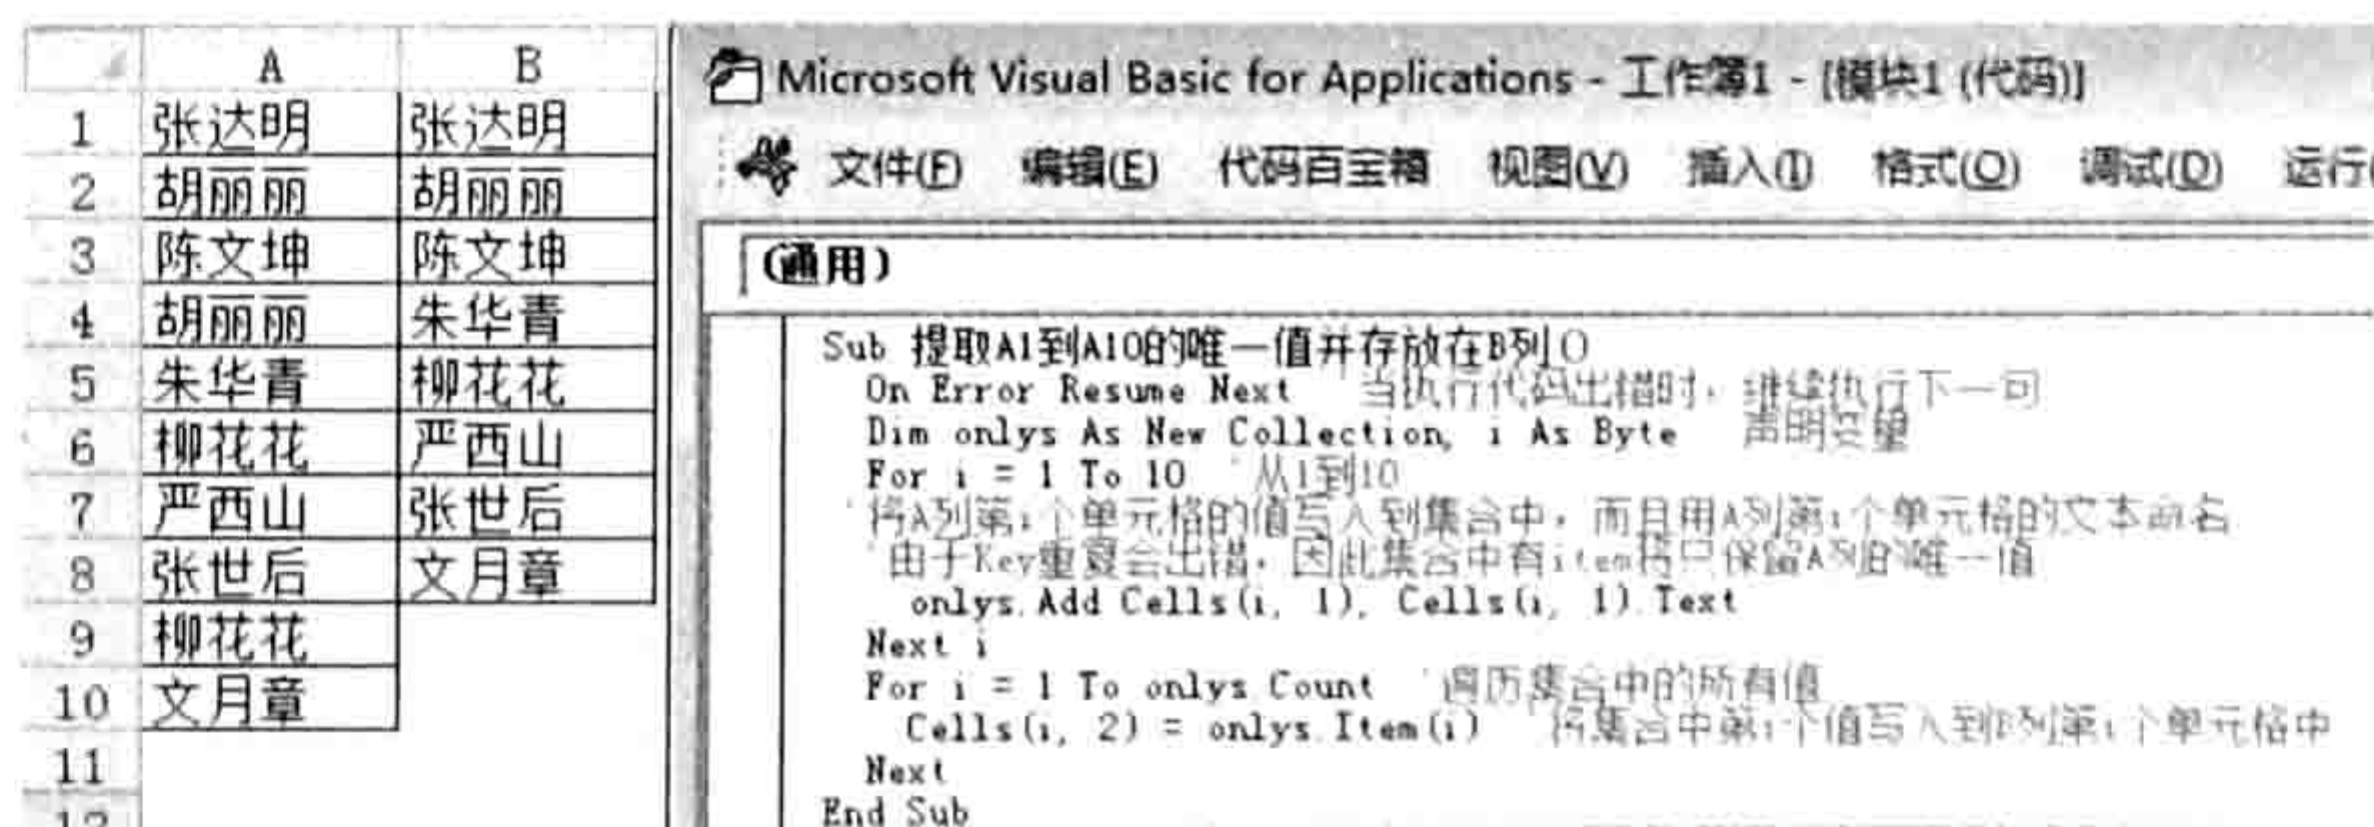 A B
1 张达明 张达明
2 胡丽丽 胡丽丽
3 陈文坤 陈文坤
4 胡丽丽 朱华青
5 朱华青 柳花花
6 柳花花 严西山
7 严西山 张世后
8 张世后 文月章
9 柳花花
10 文月章
11
12
Microsoft Visual Basic for Applications - 工作簿1 - [模块1 (代码)]
文件(F) 编辑(E) 代码百宝箱 视图(V) 插入(I) 格式(O) 调试(D) 运行(
(通用)
Sub 提取A1到A10的唯一值并存放在B列()
On Error Resume Next '当执行代码出错时，继续执行下一句
Dim onlys As New Collection, i As Byte '声明变量
For i = 1 To 10 '从1到10
'将A列第i个单元格的值写入到集合中，而且用A列第i个单元格的文本命名
'由于Key重复会出错，因此集合中有item将只保留A列的唯一值
onlys.Add Cells(i, 1), Cells(i, 1).Text
Next i
For i = 1 To onlys.Count '遍历集合中的所有值
Cells(i, 2) = onlys.Item(i) '将集合中第i个值写入到B列第i个单元格中
Next
End Sub